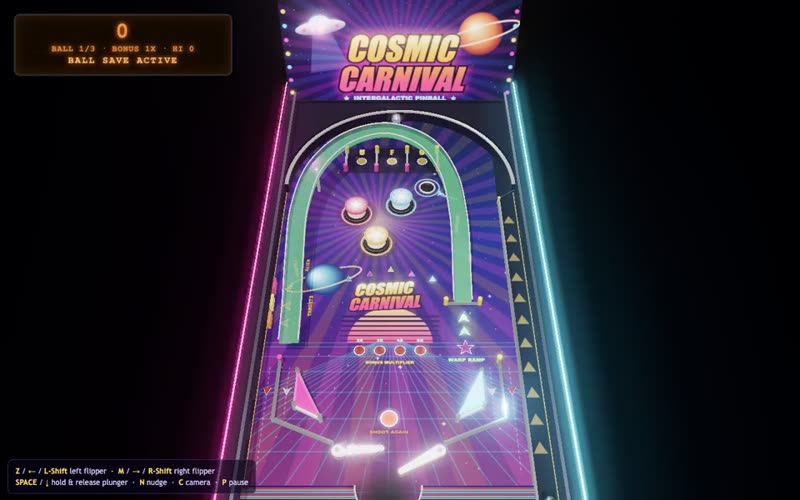 0
BALL 1/3 · BONUS 1X · HI 0
BALL SAVE ACTIVE
COSMIC
CARNIVAL
★ INTERGALACTIC PINBALL ★
COSMIC
CARNIVAL
BONUS MULTIPLIER
WARP RAMP
SHOOT AGAIN
Z / ← / L-Shift left flipper · M / → / R-Shift right flipper
SPACE / ↓ hold & release plunger · N nudge · C camera · P pause